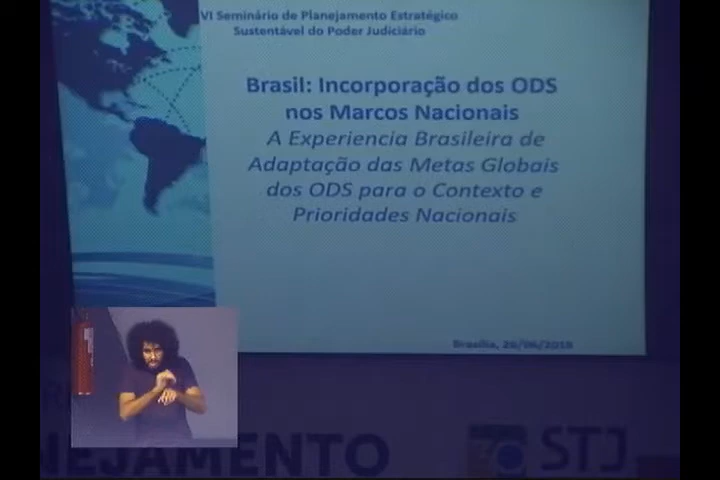 VI Seminário de Planejamento Estratégico
Sustentável do Poder Judiciário
Brasil: Incorporação dos ODS
nos Marcos Nacionais
A Experiencia Brasileira de
Adaptação das Metas Globais
dos ODS para o Contexto e
Prioridades Nacionais
Brasília,
NEJAMENTO
STJ